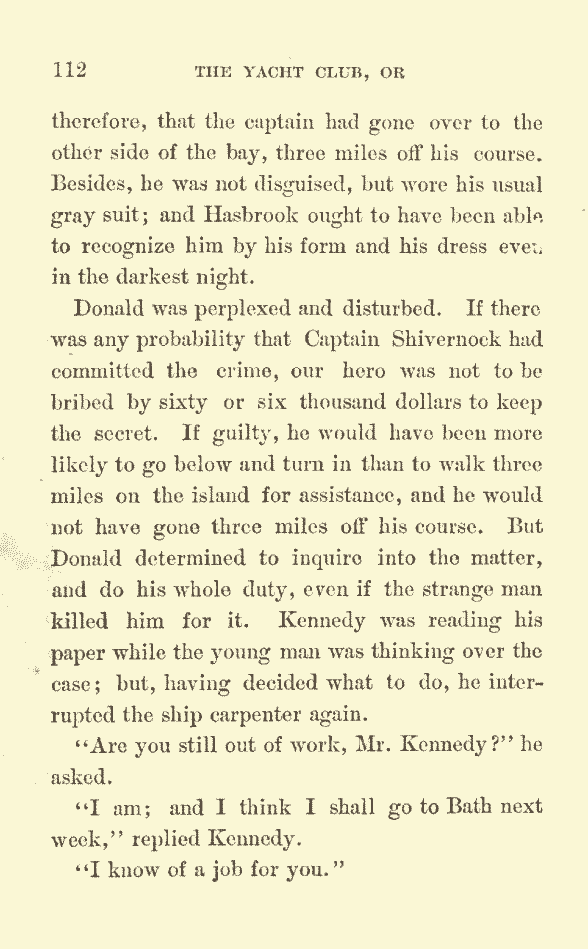 112 THE YACHT CLUB, OR
therefore, that the captain had gone over to the
other side of the bay, three miles off his course.
Besides, he was not disguised, but wore his usual
gray suit; and Hasbrook ought to have been able
to recognize him by his form and his dress even
in the darkest night.
Donald was perplexed and disturbed. If there
was any probability that Captain Shivernock had
committed the crime, our hero was not to be
bribed by sixty or six thousand dollars to keep
the secret. If guilty, he would have been more
likely to go below and turn in than to walk three
miles on the island for assistance, and he would
not have gone three miles off his course. But
Donald determined to inquire into the matter,
and do his whole duty, even if the strange man
killed him for it. Kennedy was reading his
paper while the young man was thinking over the
case; but, having decided what to do, he inter-
rupted the ship carpenter again.
"Are you still out of work, Mr. Kennedy?" he
asked.
"I am; and I think I shall go to Bath next
week," replied Kennedy.
"I know of a job for you."